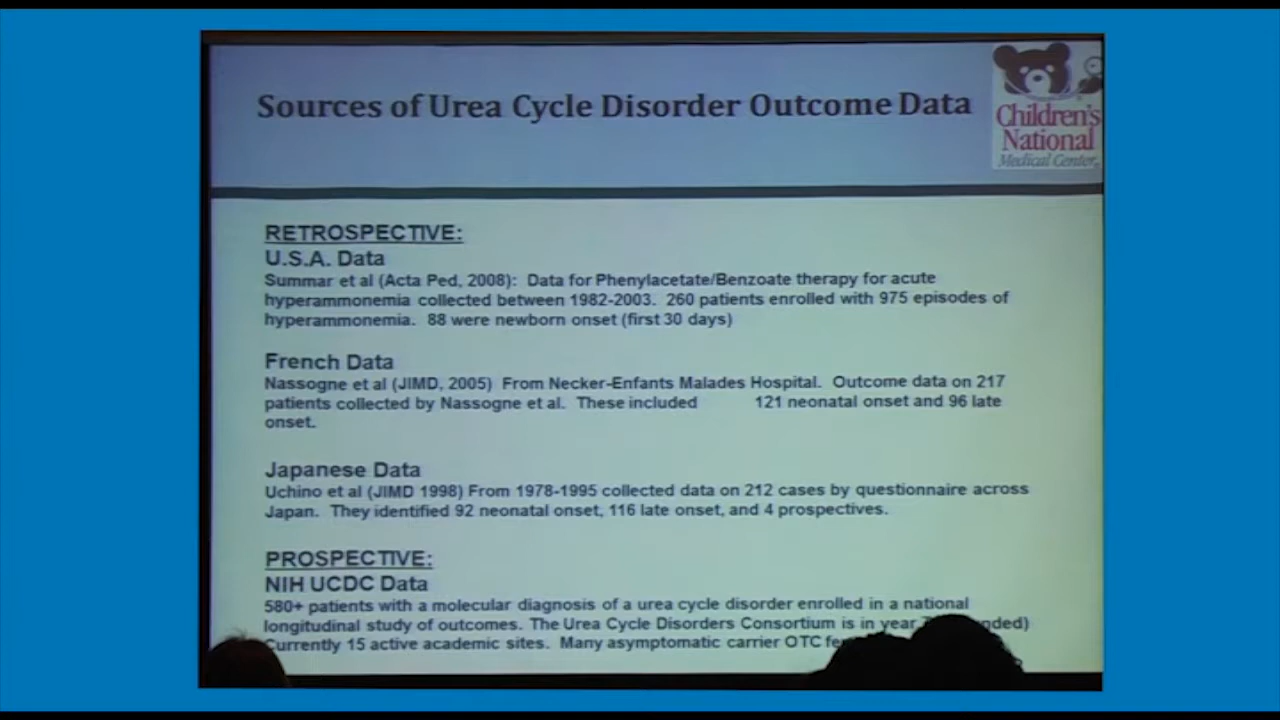 Sources of Urea Cycle Disorder Outcome Data
Children's
National
Medical Center
RETROSPECTIVE:
U.S.A. Data
Summar et al (Acta Ped, 2008): Data for Phenylacetate/Benzoate therapy for acute
hyperammonemia collected between 1982-2003. 260 patients enrolled with 975 episodes of
hyperammonemia. 88 were newborn onset (first 30 days)
French Data
Nassogne et al (JIMD, 2005) From Necker-Enfants Malades Hospital. Outcome data on 217
patients collected by Nassogne et al. These included 121 neonatal onset and 96 late
onset.
Japanese Data
Uchino et al (JIMD 1998) From 1978-1995 collected data on 212 cases by questionnaire across
Japan. They identified 92 neonatal onset, 116 late onset, and 4 prospectives.
PROSPECTIVE:
NIH UCDC Data
580+ patients with a molecular diagnosis of a urea cycle disorder enrolled in a national
longitudinal study of outcomes. The Urea Cycle Disorders Consortium is in year
Currently 15 active academic sites. Many asymptomatic carrier OTC